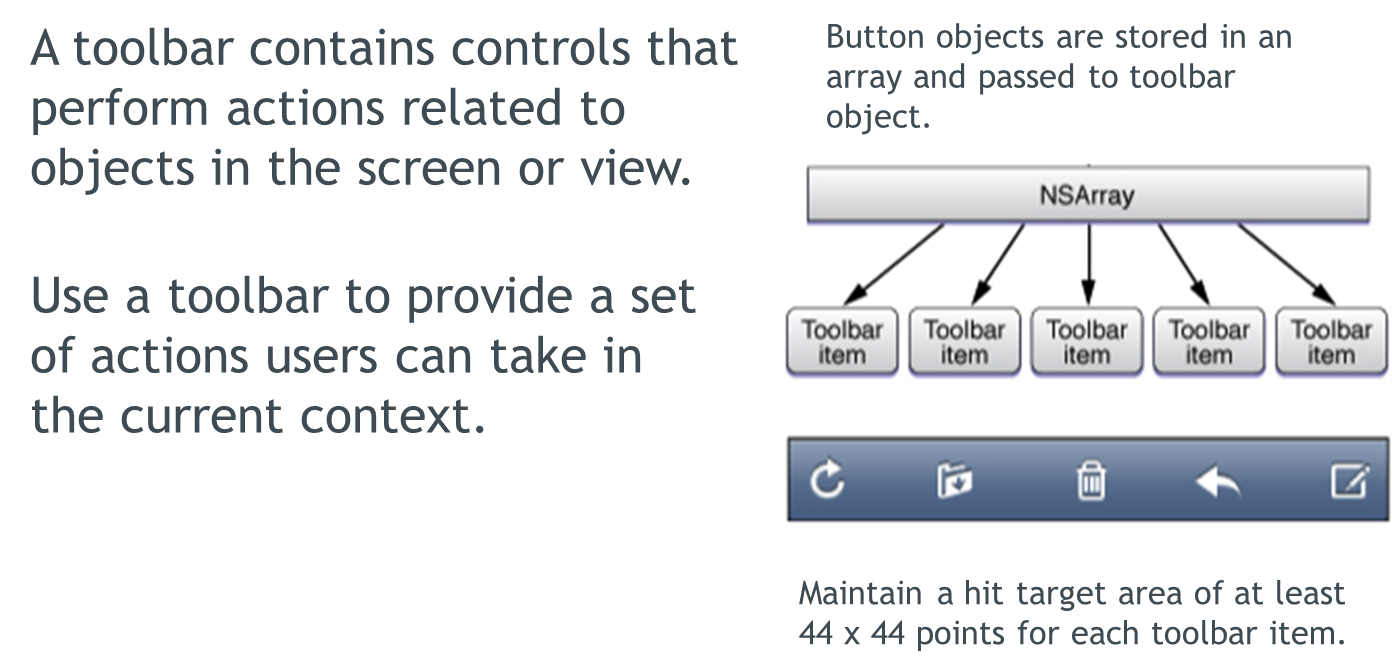 A toolbar contains controls that
perform actions related to
objects in the screen or view.
Use a toolbar to provide a set
of actions users can take in
the current context.
Button objects are stored in an
array and passed to toolbar
object.
NSArray
Toolbar
item
Toolbar
item
Toolbar
item
Toolbar
item
Toolbar
item
Maintain a hit target area of at least
44 x 44 points for each toolbar item.